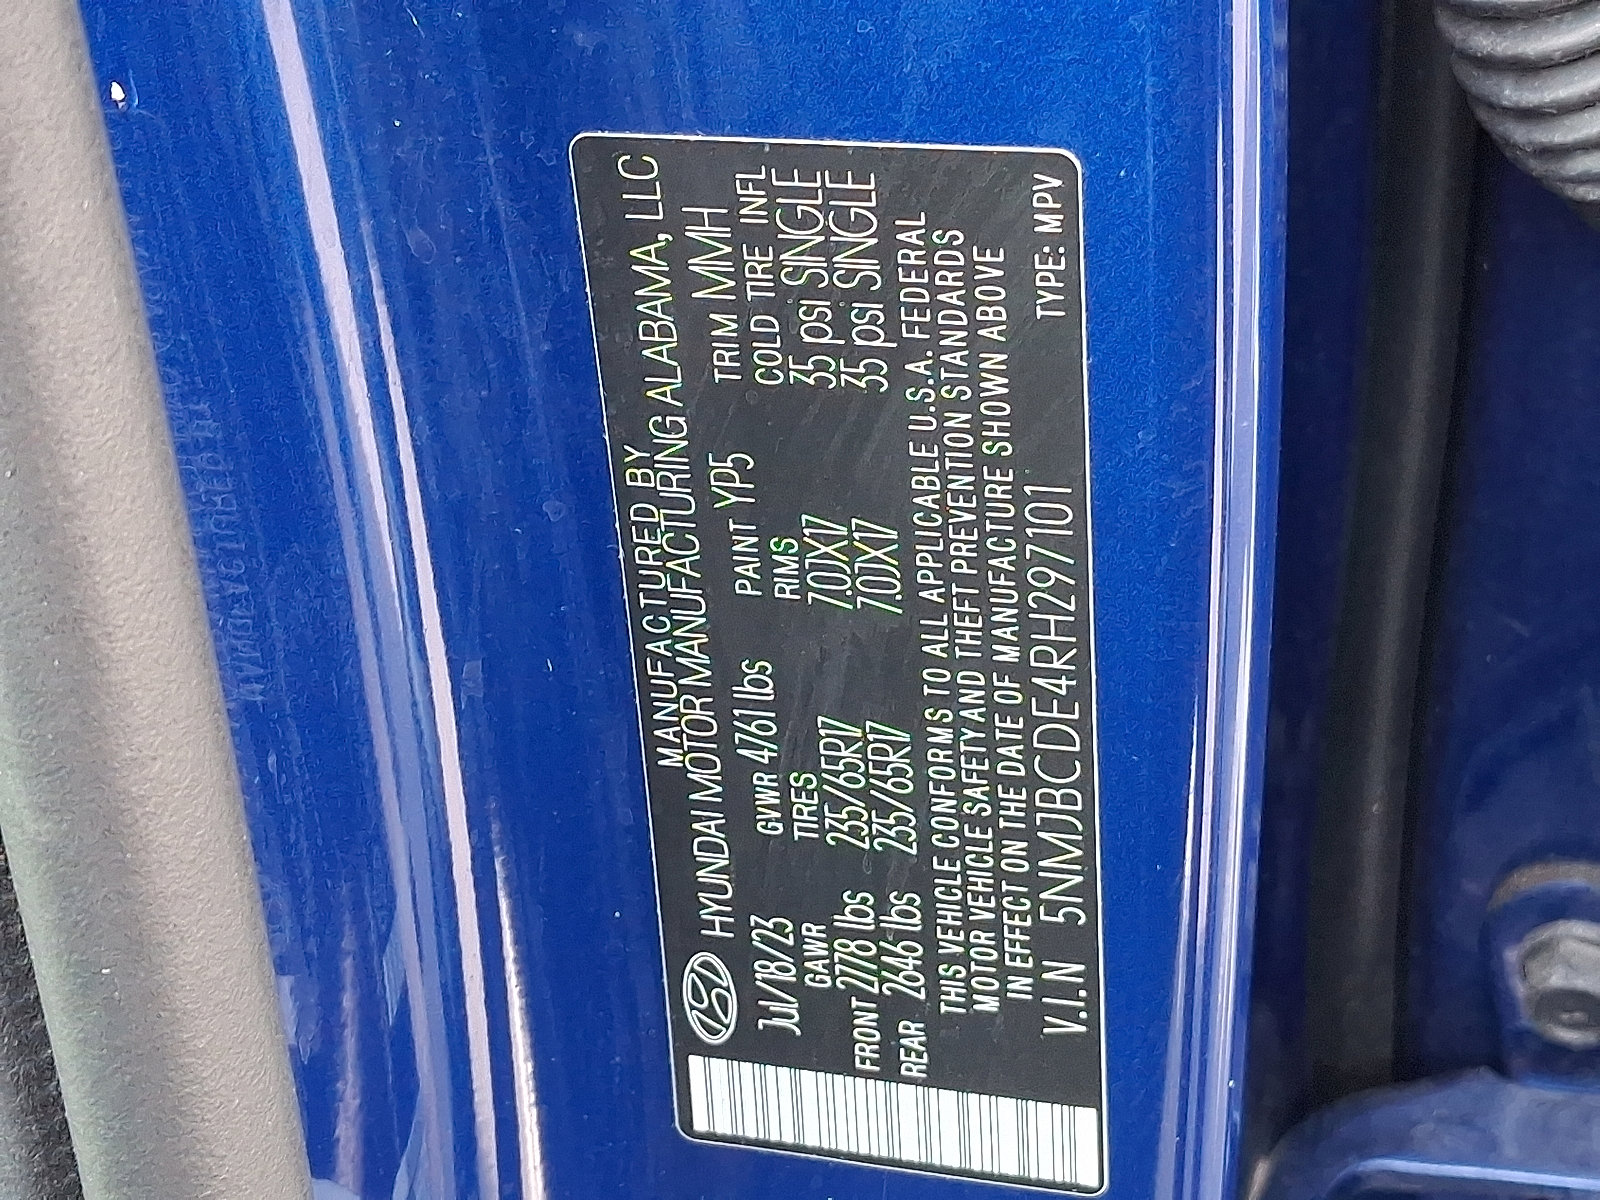 MANUFACTURED BY
HYUNDAI MOTOR MANUFACTURING ALABAMA, LLC
Jul/18/23 GVWR 4761 lbs PAINT YP5 TRIM MMH
GAWR TIRES RIMS COLD TIRE INFL
FRONT 2778 lbs 235/65R17 7.0JX17 35 psi SINGLE
REAR 2646 lbs 235/65R17 7.0JX17 35 psi SINGLE
THIS VEHICLE CONFORMS TO ALL APPLICABLE U.S.A. FEDERAL
MOTOR VEHICLE SAFETY AND THEFT PREVENTION STANDARDS
IN EFFECT ON THE DATE OF MANUFACTURE SHOWN ABOVE
V.I.N 5NMJBCDE4RH297101 TYPE: MPV